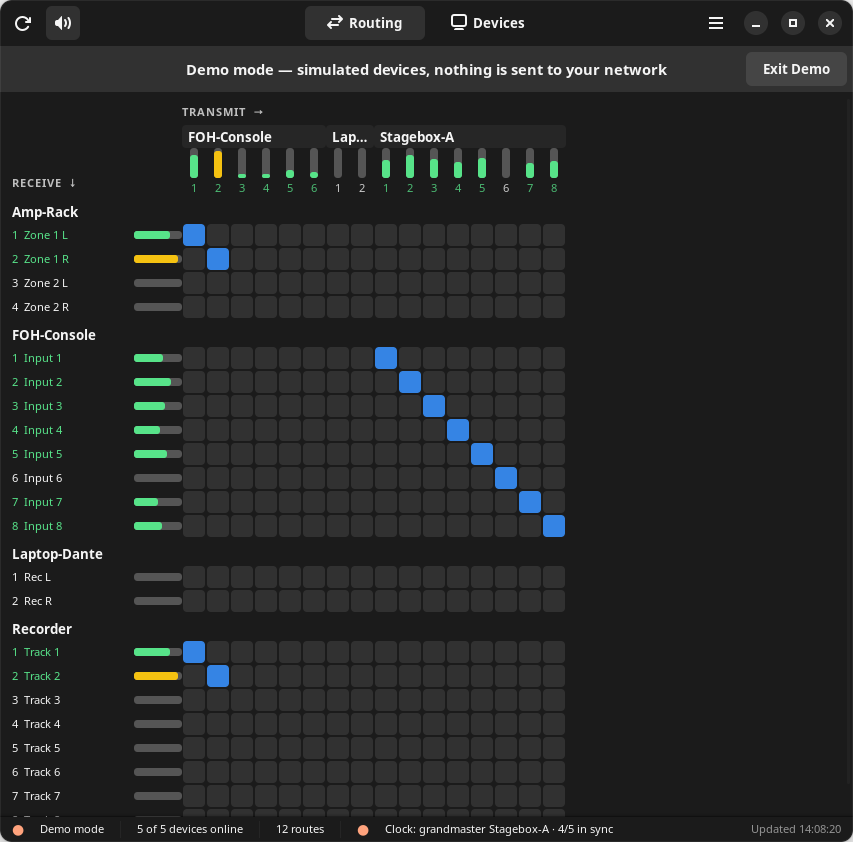 Routing
Devices
Demo mode — simulated devices, nothing is sent to your network
Exit Demo
TRANSMIT →
FOH-Console Lap... Stagebox-A
1 2 3 4 5 6 1 2 1 2 3 4 5 6 7 8
RECEIVE ↓
Amp-Rack
1 Zone 1 L
2 Zone 1 R
3 Zone 2 L
4 Zone 2 R
FOH-Console
1 Input 1
2 Input 2
3 Input 3
4 Input 4
5 Input 5
6 Input 6
7 Input 7
8 Input 8
Laptop-Dante
1 Rec L
2 Rec R
Recorder
1 Track 1
2 Track 2
3 Track 3
4 Track 4
5 Track 5
6 Track 6
7 Track 7
Demo mode 5 of 5 devices online 12 routes Clock: grandmaster Stagebox-A · 4/5 in sync Updated 14:08:20